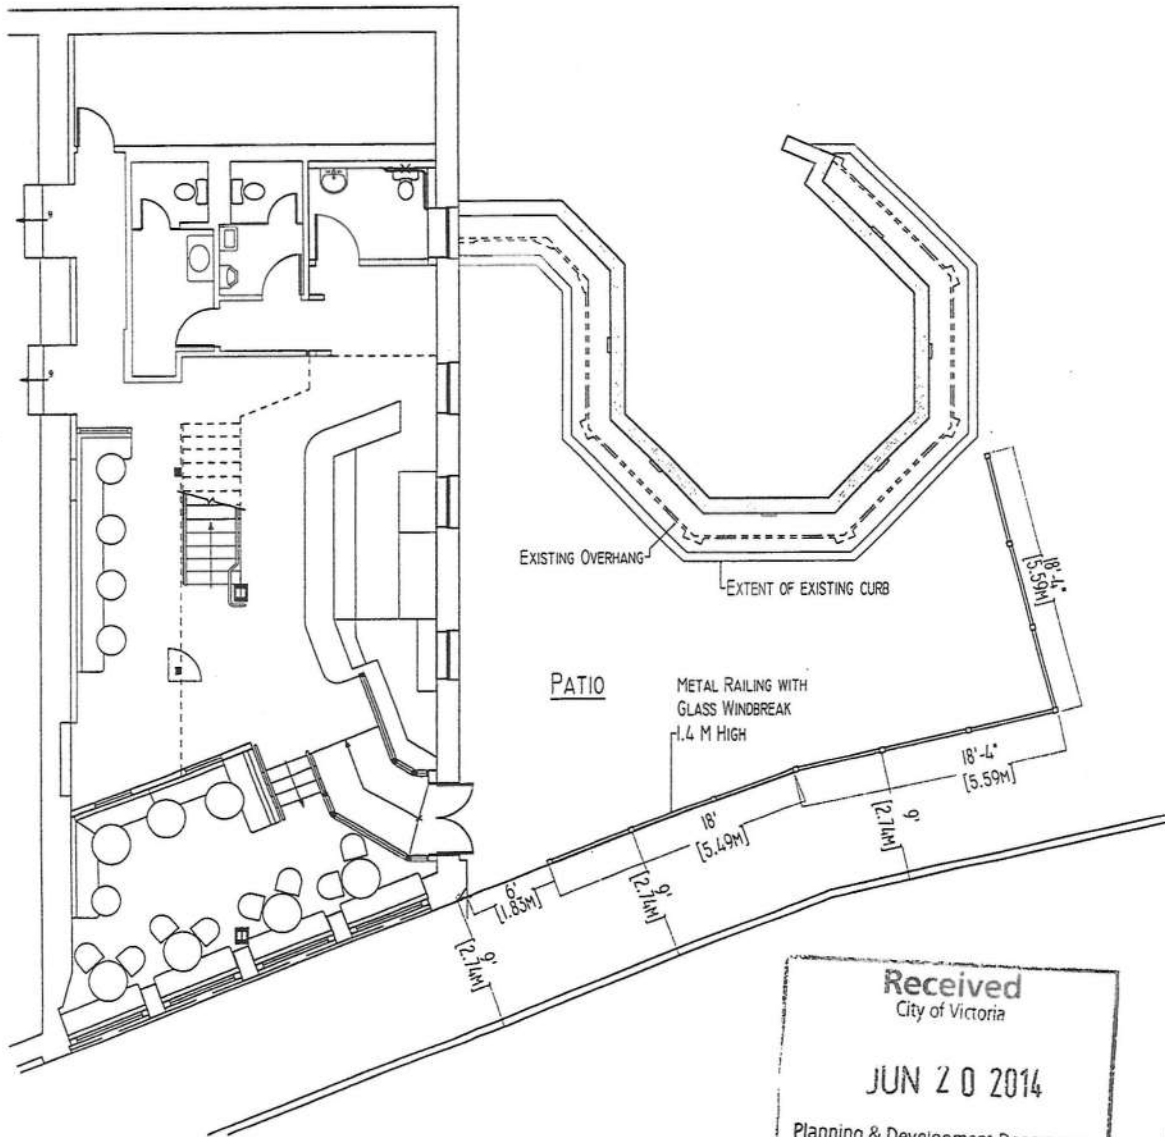 EXISTING OVERHANG
EXTENT OF EXISTING CURB
18'-4"
[5.59M]
PATIO
METAL RAILING WITH
GLASS WINDBREAK
1.4 M HIGH
18'-4"
[5.59M]
18'
[5.49M]
9'
[2.74M]
6'
[1.83M]
9'
[2.74M]
9'
[2.74M]
Received
City of Victoria
JUN 20 2014
Planning & Development